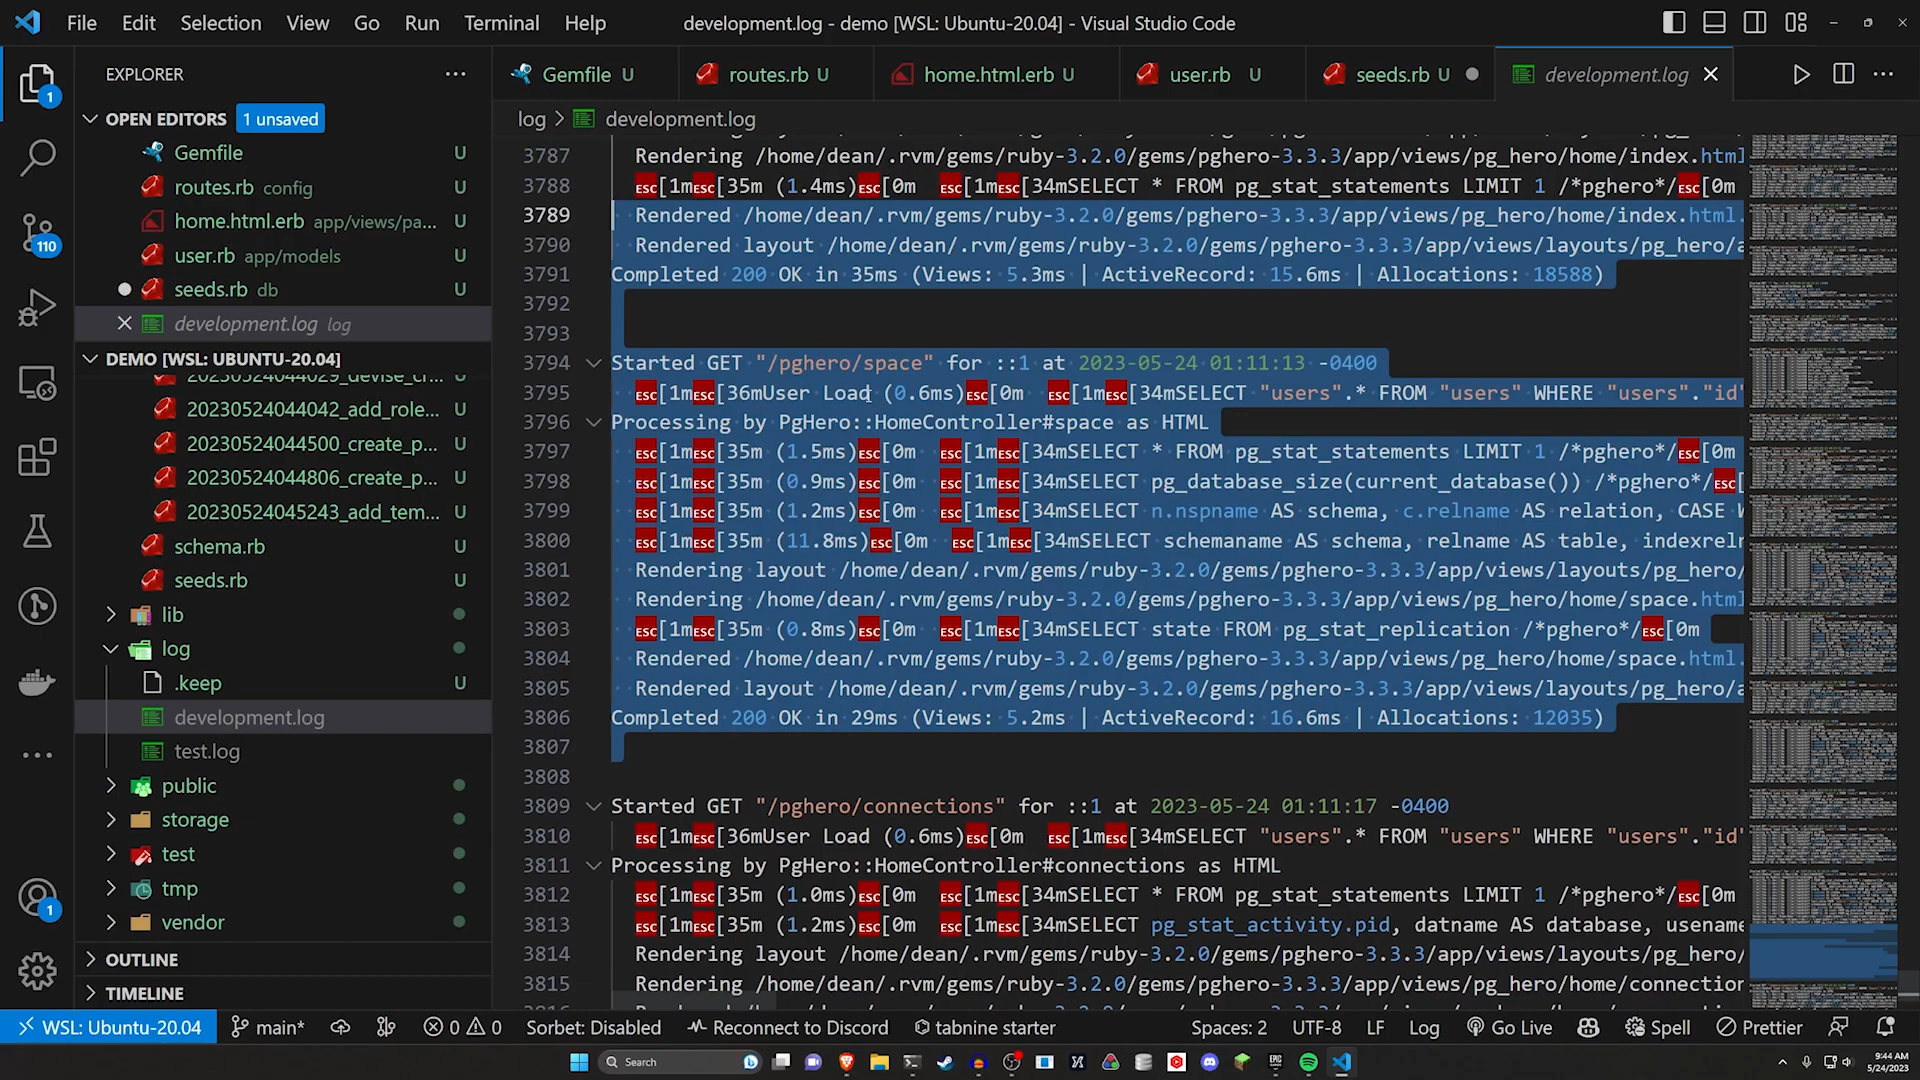 File Edit Selection View Go Run Terminal Help
development.log - demo [WSL: Ubuntu-20.04] - Visual Studio Code
EXPLORER
Gemfile U
routes.rb U
home.html.erb U
user.rb U
seeds.rb U
development.log
OPEN EDITORS 1 unsaved
log > development.log
Gemfile U
routes.rb config U
home.html.erb app/views/pa... U
user.rb app/models U
seeds.rb db U
development.log log
DEMO [WSL: UBUNTU-20.04]
20230524044029_devise_cr... U
20230524044042_add_role... U
20230524044500_create_p... U
20230524044806_create_p... U
20230524045243_add_tem... U
schema.rb U
seeds.rb U
lib
log
.keep U
development.log
test.log
public
storage
test
tmp
vendor
OUTLINE
TIMELINE
1
110
1
3787 Rendering /home/dean/.rvm/gems/ruby-3.2.0/gems/pghero-3.3.3/app/views/pg_hero/home/index.html
3788 ESC[1mESC[35m (1.4ms)ESC[0m ESC[1mESC[34mSELECT * FROM pg_stat_statements LIMIT 1 /*pghero*/ESC[0m
3789 Rendered /home/dean/.rvm/gems/ruby-3.2.0/gems/pghero-3.3.3/app/views/pg_hero/home/index.html.
3790 Rendered layout /home/dean/.rvm/gems/ruby-3.2.0/gems/pghero-3.3.3/app/views/layouts/pg_hero/a
3791 Completed 200 OK in 35ms (Views: 5.3ms | ActiveRecord: 15.6ms | Allocations: 18588)
3792
3793
3794 Started GET "/pghero/space" for ::1 at 2023-05-24 01:11:13 -0400
3795 ESC[1mESC[36mUser Load (0.6ms)ESC[0m ESC[1mESC[34mSELECT "users".* FROM "users" WHERE "users"."id"
3796 Processing by PgHero::HomeController#space as HTML
3797 ESC[1mESC[35m (1.5ms)ESC[0m ESC[1mESC[34mSELECT * FROM pg_stat_statements LIMIT 1 /*pghero*/ESC[0m
3798 ESC[1mESC[35m (0.9ms)ESC[0m ESC[1mESC[34mSELECT pg_database_size(current_database()) /*pghero*/ESC[
3799 ESC[1mESC[35m (1.2ms)ESC[0m ESC[1mESC[34mSELECT n.nspname AS schema, c.relname AS relation, CASE W
3800 ESC[1mESC[35m (11.8ms)ESC[0m ESC[1mESC[34mSELECT schemaname AS schema, relname AS table, indexreln
3801 Rendering layout /home/dean/.rvm/gems/ruby-3.2.0/gems/pghero-3.3.3/app/views/layouts/pg_hero/
3802 Rendering /home/dean/.rvm/gems/ruby-3.2.0/gems/pghero-3.3.3/app/views/pg_hero/home/space.html
3803 ESC[1mESC[35m (0.8ms)ESC[0m ESC[1mESC[34mSELECT state FROM pg_stat_replication /*pghero*/ESC[0m
3804 Rendered /home/dean/.rvm/gems/ruby-3.2.0/gems/pghero-3.3.3/app/views/pg_hero/home/space.html.
3805 Rendered layout /home/dean/.rvm/gems/ruby-3.2.0/gems/pghero-3.3.3/app/views/layouts/pg_hero/a
3806 Completed 200 OK in 29ms (Views: 5.2ms | ActiveRecord: 16.6ms | Allocations: 12035)
3807
3808
3809 Started GET "/pghero/connections" for ::1 at 2023-05-24 01:11:17 -0400
3810 ESC[1mESC[36mUser Load (0.6ms)ESC[0m ESC[1mESC[34mSELECT "users".* FROM "users" WHERE "users"."id"
3811 Processing by PgHero::HomeController#connections as HTML
3812 ESC[1mESC[35m (1.0ms)ESC[0m ESC[1mESC[34mSELECT * FROM pg_stat_statements LIMIT 1 /*pghero*/ESC[0m
3813 ESC[1mESC[35m (1.2ms)ESC[0m ESC[1mESC[34mSELECT pg_stat_activity.pid, datname AS database, usename
3814 Rendering layout /home/dean/.rvm/gems/ruby-3.2.0/gems/pghero-3.3.3/app/views/layouts/pg_hero/
3815 Rendering /home/dean/.rvm/gems/ruby-3.2.0/gems/pghero-3.3.3/app/views/pg_hero/home/connection
WSL: Ubuntu-20.04 main* 0 0 Sorbet: Disabled Reconnect to Discord tabnine starter Spaces: 2 UTF-8 LF Log Go Live Spell Prettier
Search
9:44 AM
5/24/2023